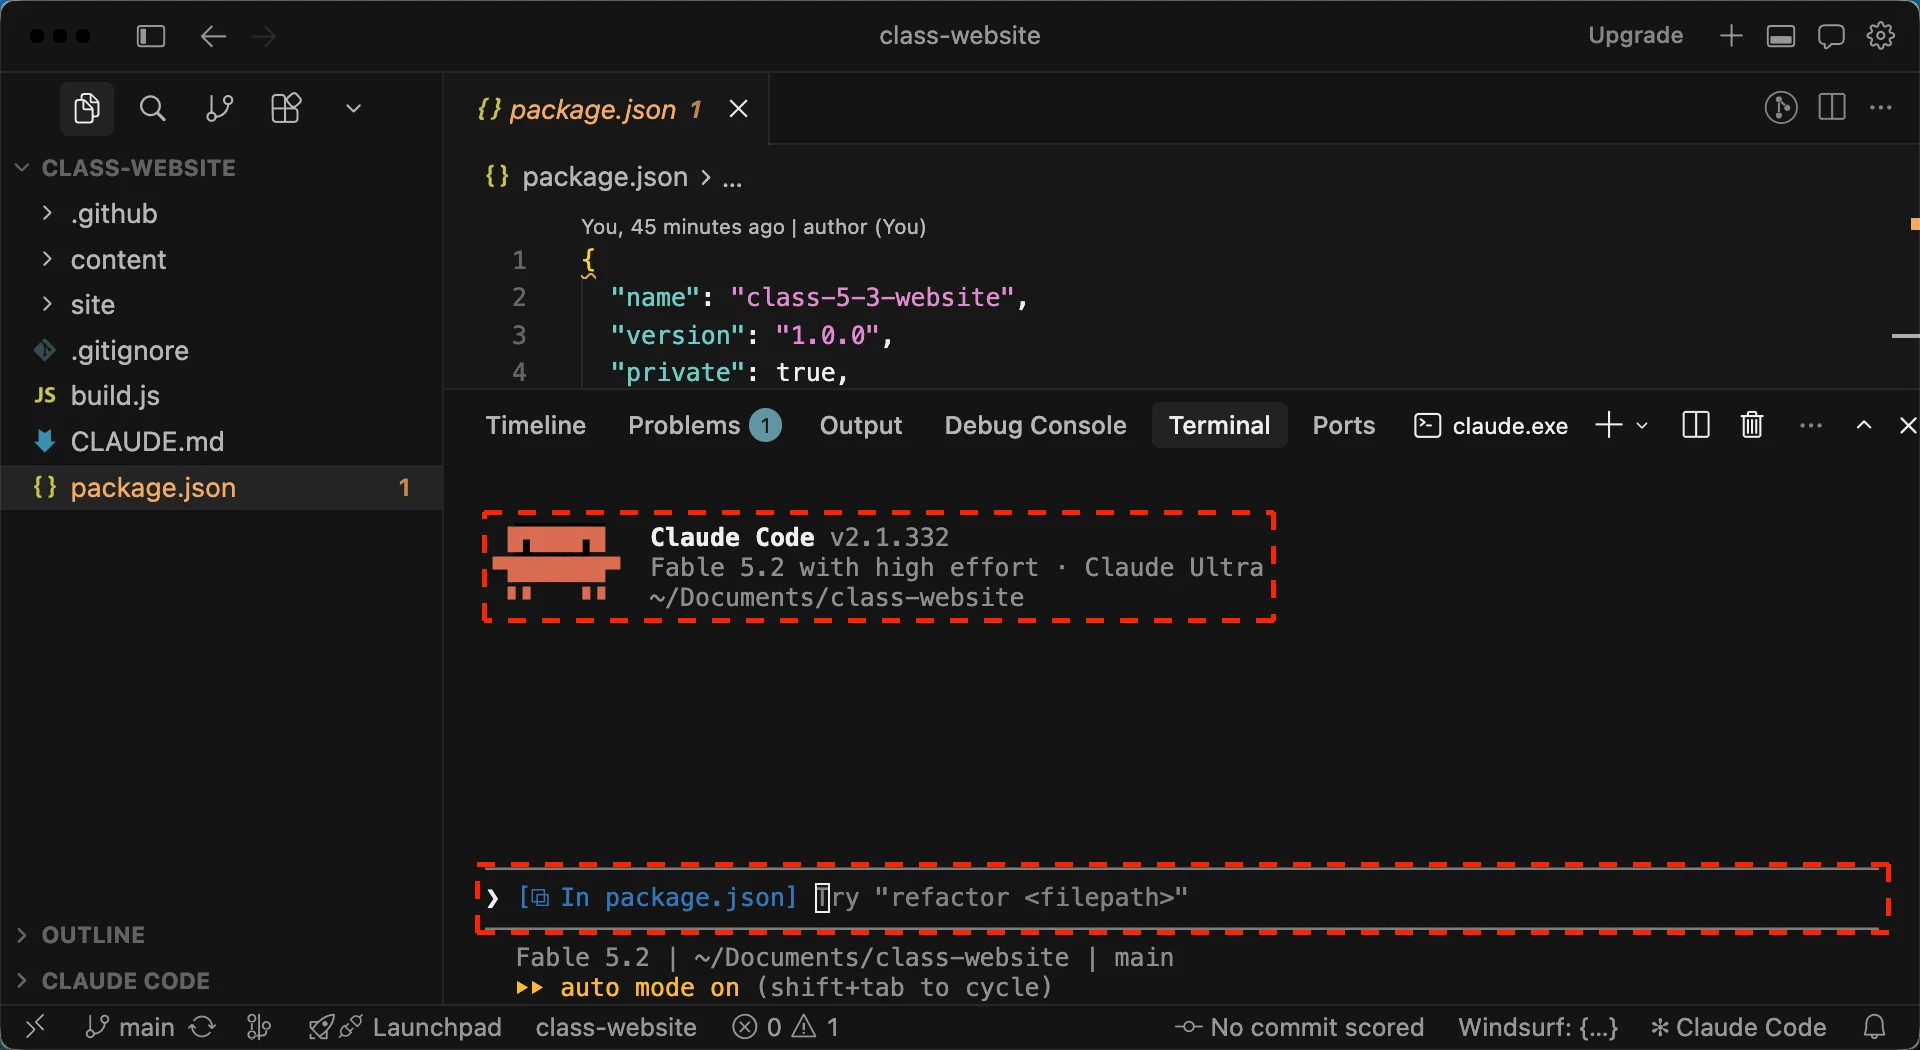 class-website
Upgrade
CLASS-WEBSITE
.github
content
site
.gitignore
JS build.js
CLAUDE.md
{} package.json 1
OUTLINE
CLAUDE CODE
{} package.json 1
{} package.json > ...
You, 45 minutes ago | author (You)
1 {
2 "name": "class-5-3-website",
3 "version": "1.0.0",
4 "private": true,
Timeline Problems 1 Output Debug Console Terminal Ports claude.exe
Claude Code v2.1.332
Fable 5.2 with high effort · Claude Ultra
~/Documents/class-website
❯ [⧉ In package.json] Try "refactor <filepath>"
Fable 5.2 | ~/Documents/class-website | main
⏵⏵ auto mode on (shift+tab to cycle)
main Launchpad class-website 0 1 No commit scored Windsurf: {...} Claude Code